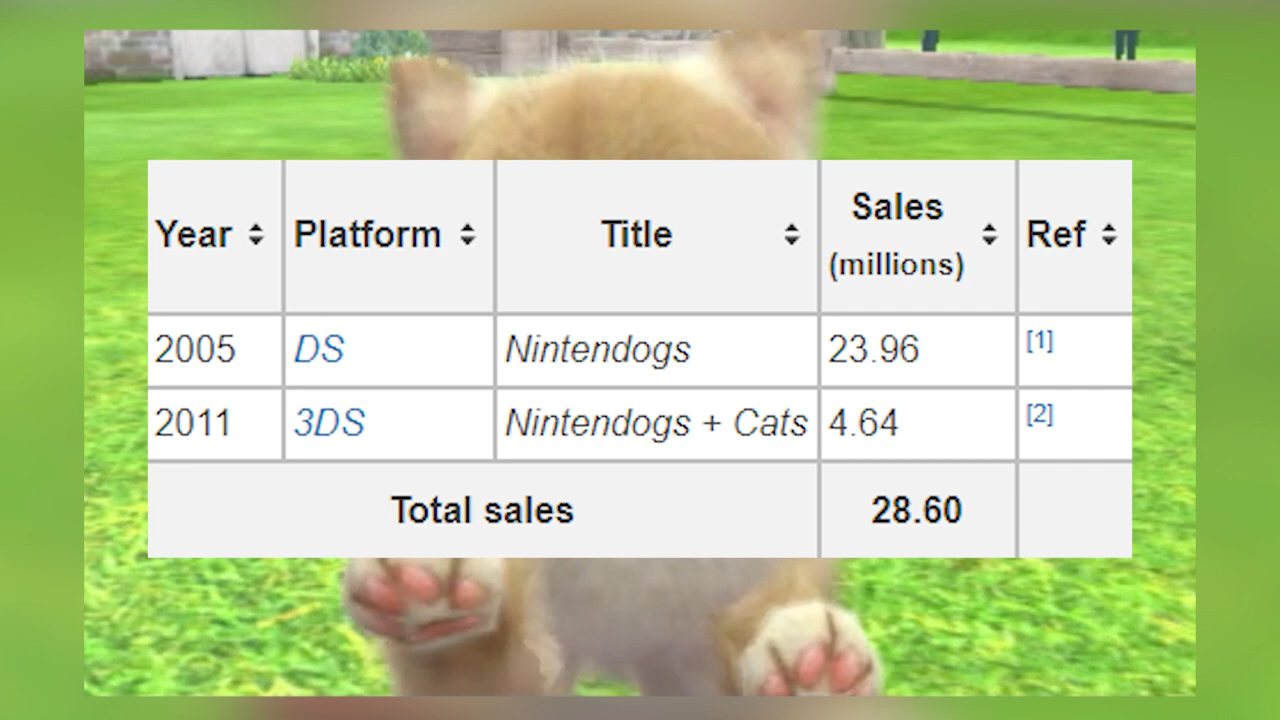 Year Platform Title Sales (millions) Ref
2005 DS Nintendogs 23.96 [1]
2011 3DS Nintendogs + Cats 4.64 [2]
Total sales 28.60